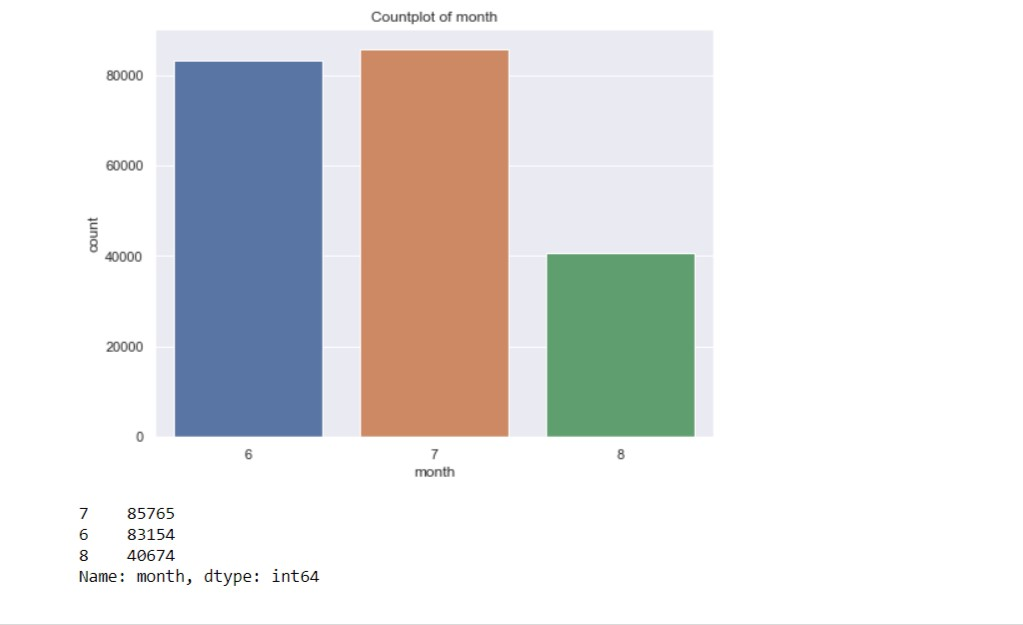 Countplot of month
80000
60000
40000
20000
0
count
6 7 8
month
7 85765
6 83154
8 40674
Name: month, dtype: int64